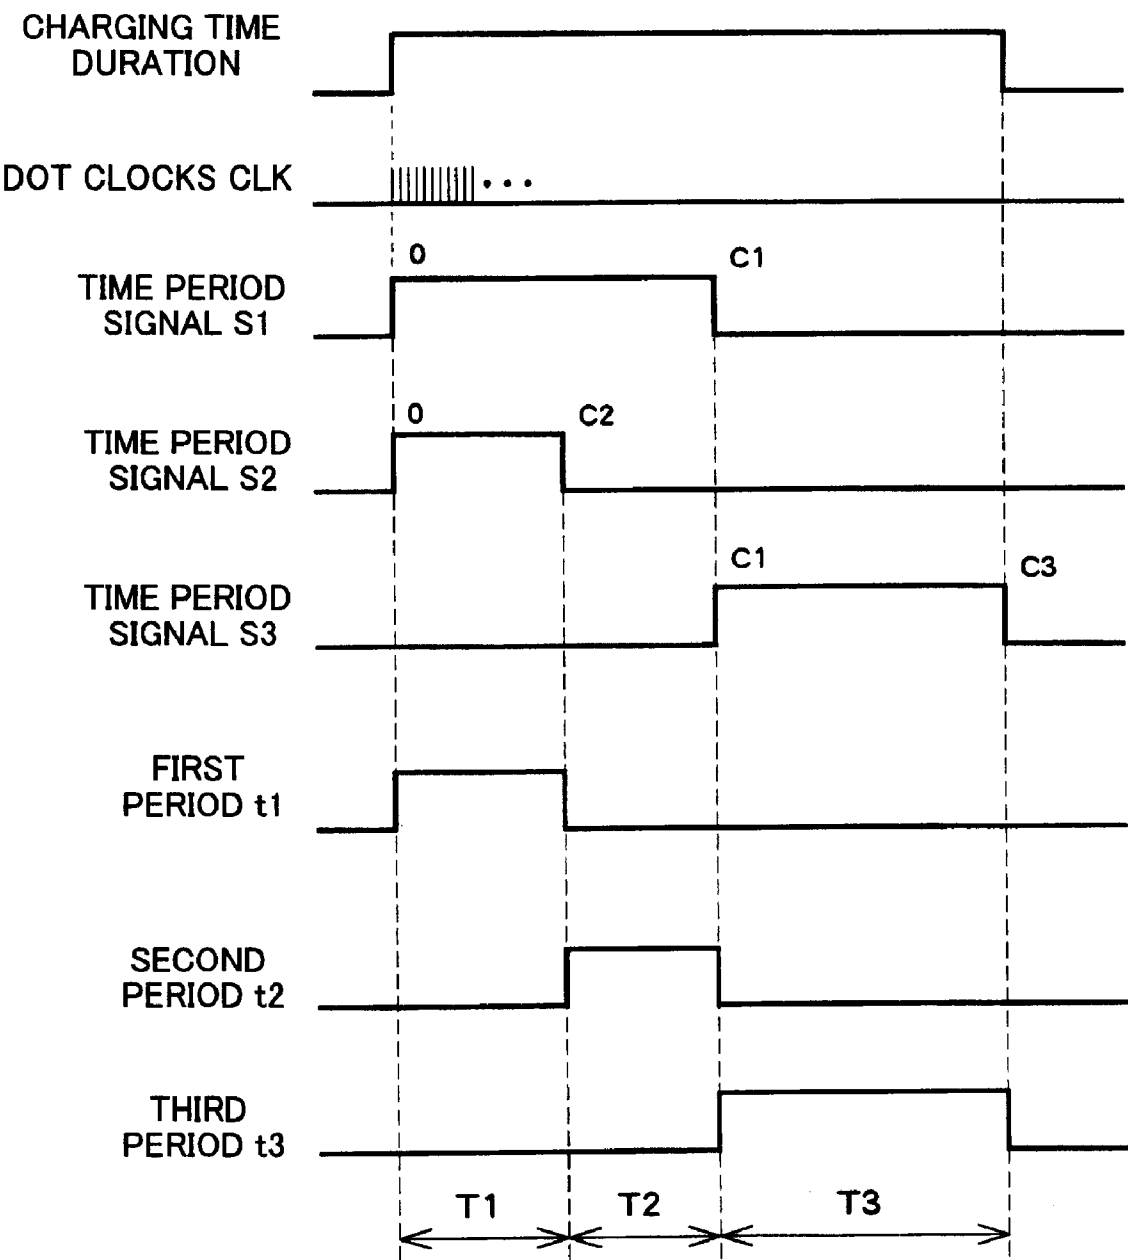 CHARGING TIME
DURATION
DOT CLOCKS CLK
0 C1
TIME PERIOD
SIGNAL S1
0 C2
TIME PERIOD
SIGNAL S2
C1 C3
TIME PERIOD
SIGNAL S3
FIRST
PERIOD t1
SECOND
PERIOD t2
THIRD
PERIOD t3
T1 T2 T3